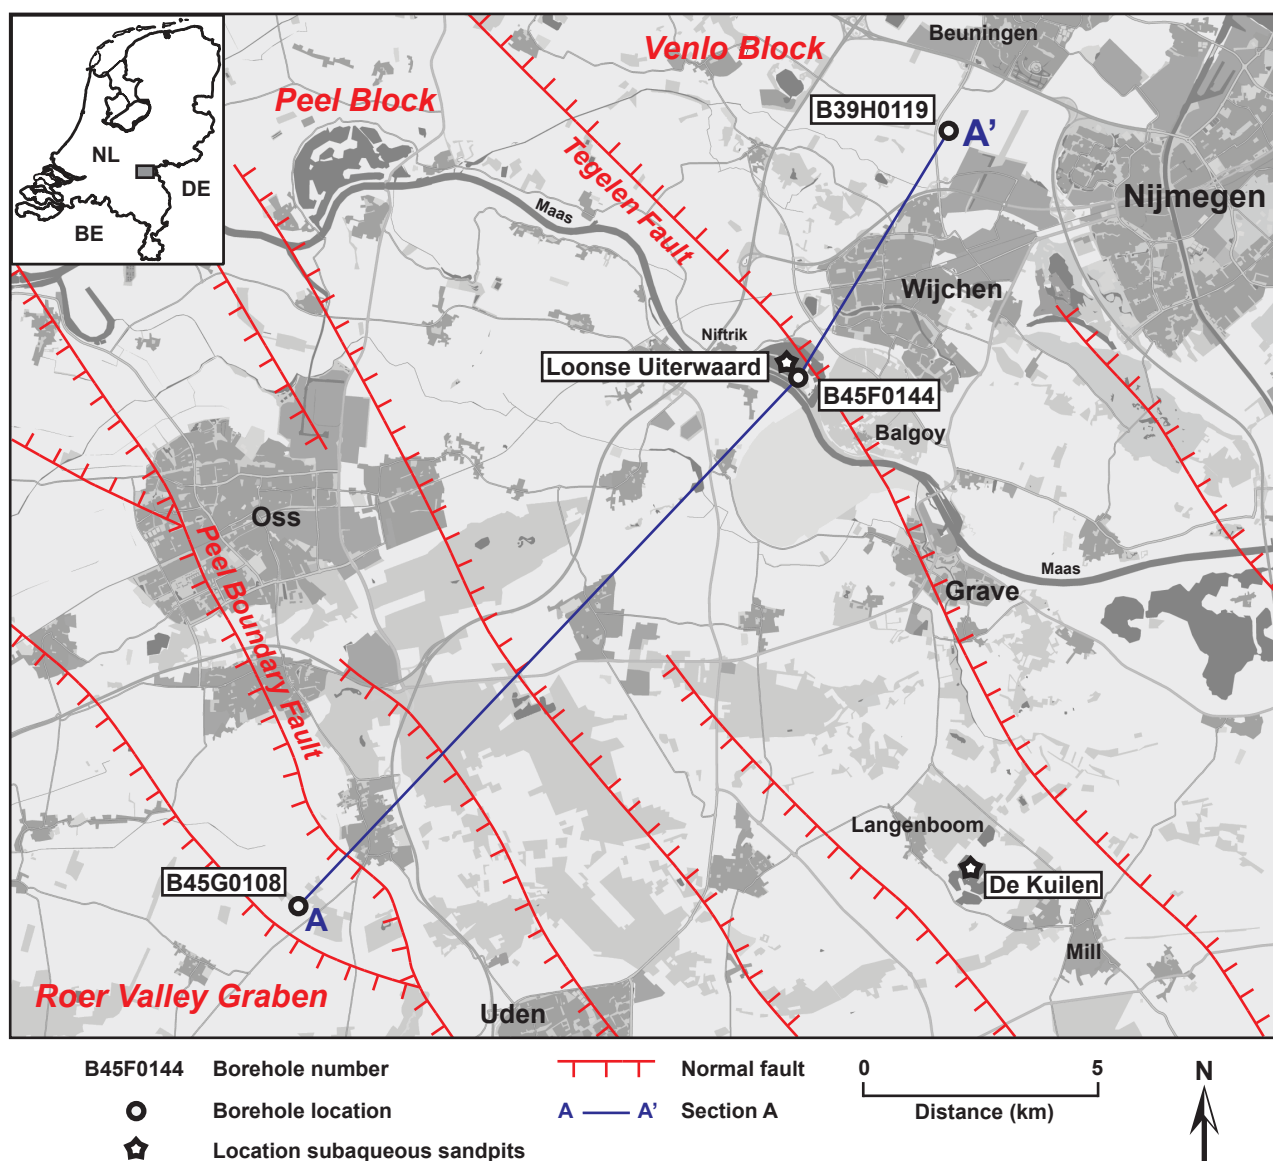 Beuningen
Venlo Block
Peel Block
B39H0119
A’
NL
DE
BE
Nijmegen
Tegelen Fault
Maas
Wijchen
Niftrik
Loonse Uiterwaard
B45F0144
Balgoy
Oss
Peel Boundary Fault
Maas
Grave
Langenboom
B45G0108
A
De Kuilen
Mill
Roer Valley Graben
Uden
B45F0144 Borehole number
Normal fault
0 5
N
Borehole location
A A’ Section A
Distance (km)
Location subaqueous sandpits